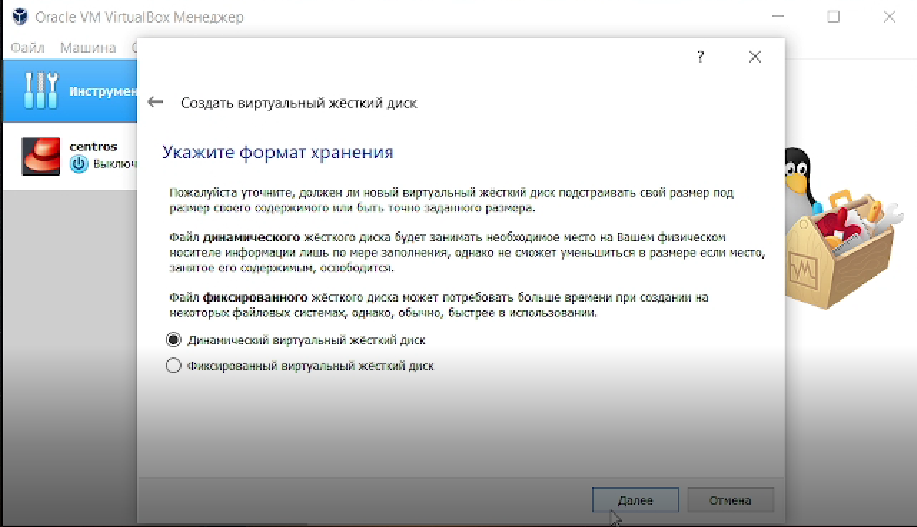 Oracle VM VirtualBox Менеджер
Файл Машина С
?
Инструмен
Создать виртуальный жёсткий диск
centros
Выключ
Укажите формат хранения
Пожалуйста уточните, должен ли новый виртуальный жёсткий диск подстраивать свой размер под
размер своего содержимого или быть точно заданного размера.
Файл динамического жёсткого диска будет занимать необходимое место на Вашем физическом
носителе информации лишь по мере заполнения, однако не сможет уменьшиться в размере если место,
занятое его содержимым, освободится.
Файл фиксированного жёсткого диска может потребовать больше времени при создании на
некоторых файловых системах, однако, обычно, быстрее в использовании.
Динамический виртуальный жёсткий диск
Фиксированный виртуальный жёсткий диск
Далее Отмена